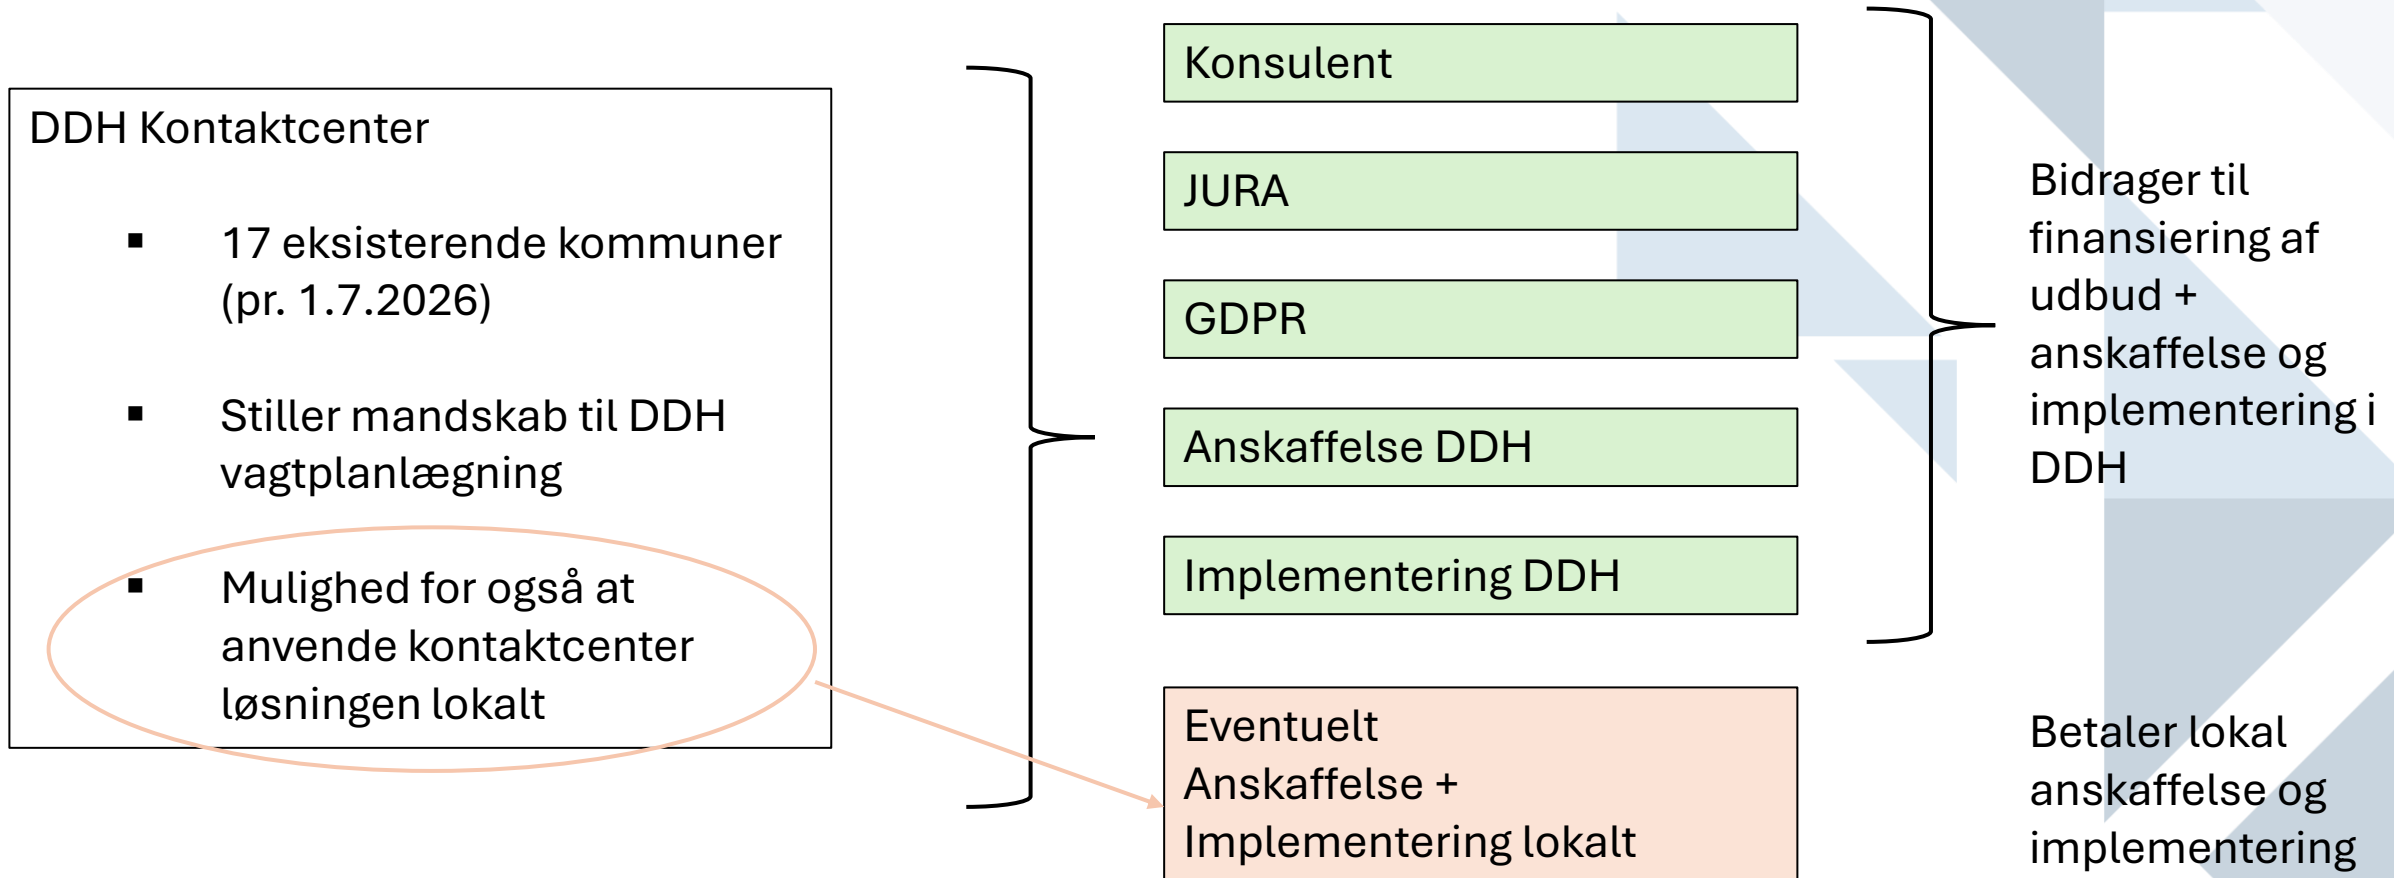 DDH Kontaktcenter
▪ 17 eksisterende kommuner
(pr. 1.7.2026)
▪ Stiller mandskab til DDH
vagtplanlægning
▪ Mulighed for også at
anvende kontaktcenter
løsningen lokalt
Konsulent
JURA
GDPR
Anskaffelse DDH
Implementering DDH
Eventuelt
Anskaffelse +
Implementering lokalt
Bidrager til
finansiering af
udbud +
anskaffelse og
implementering i
DDH
Betaler lokal
anskaffelse og
implementering